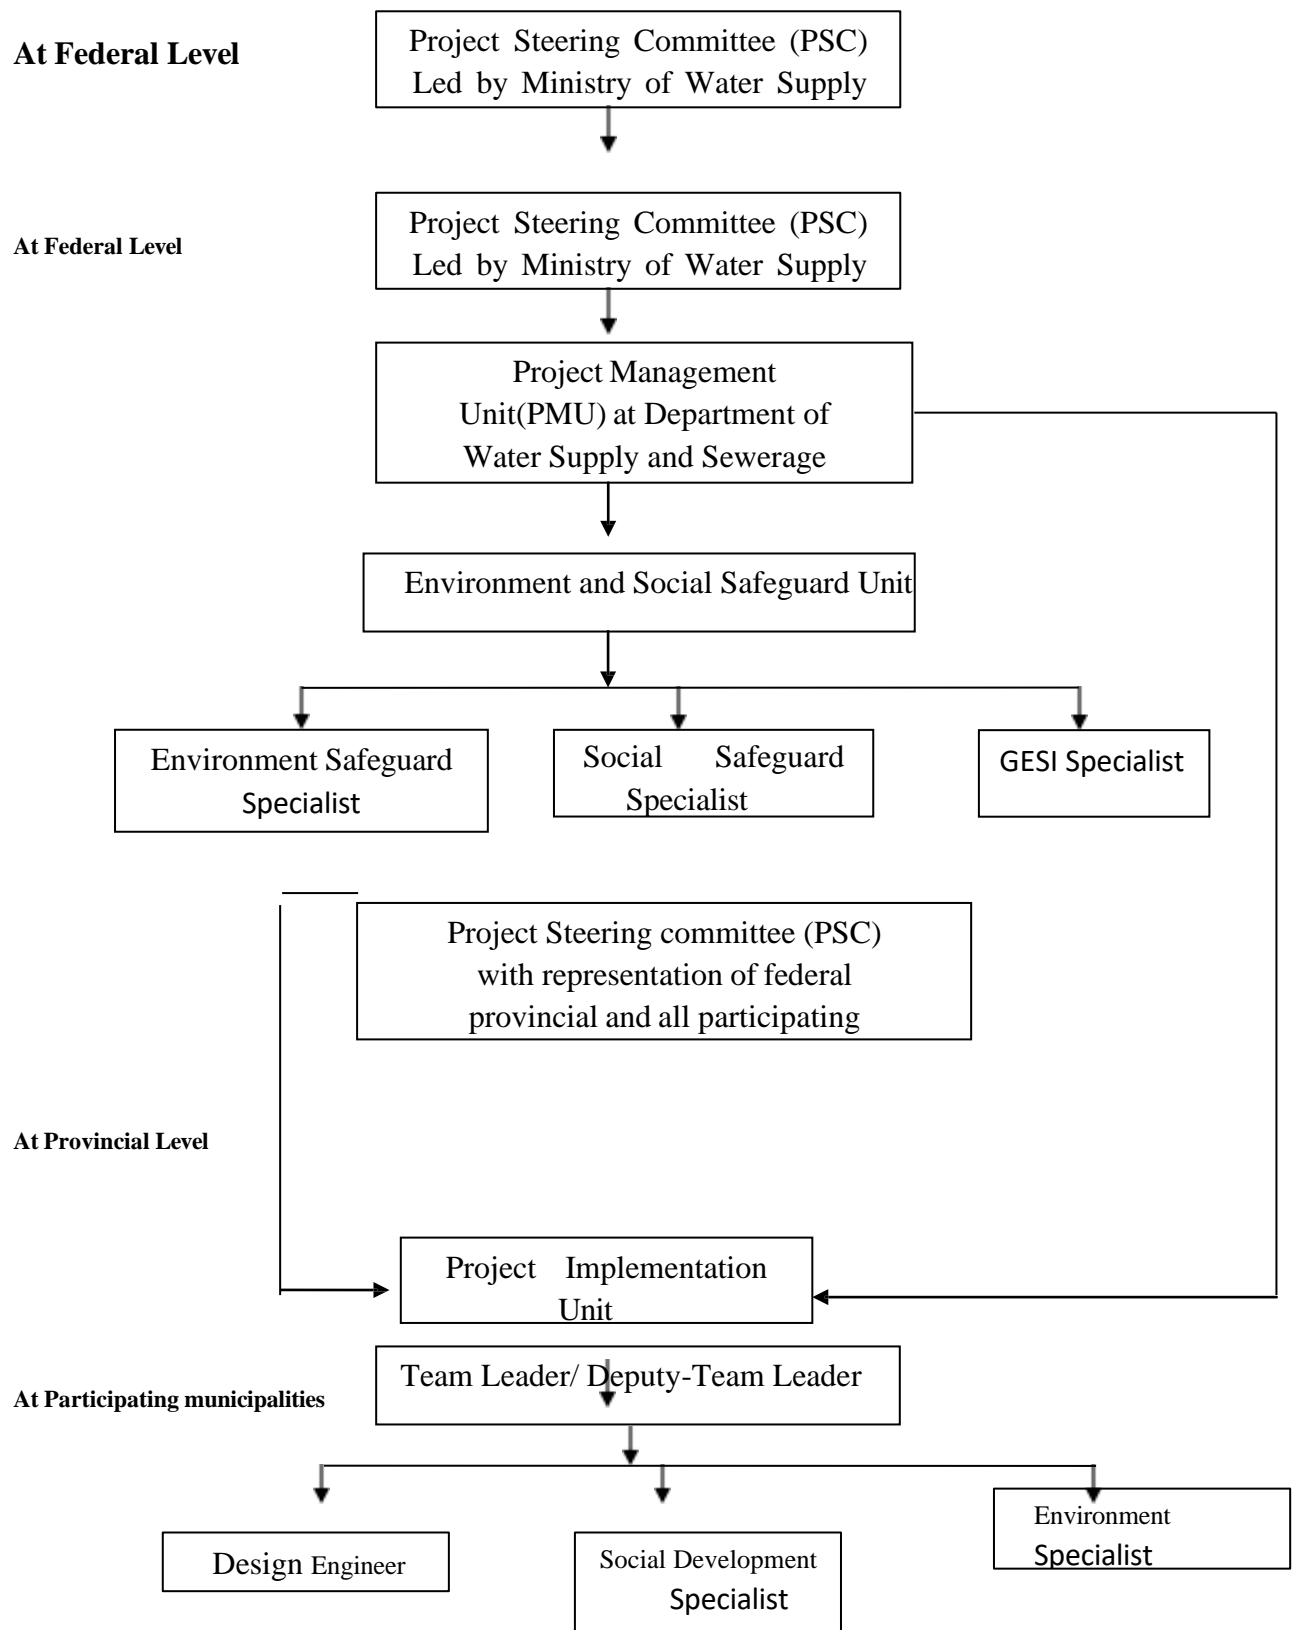 At Federal Level
Project Steering Committee (PSC)
Led by Ministry of Water Supply
At Federal Level
Project Steering Committee (PSC)
Led by Ministry of Water Supply
Project Management
Unit(PMU) at Department of
Water Supply and Sewerage
Environment and Social Safeguard Unit
Environment Safeguard
Specialist
Social Safeguard
Specialist
GESI Specialist
Project Steering committee (PSC)
with representation of federal
provincial and all participating
At Provincial Level
Project Implementation
Unit
At Participating municipalities
Team Leader/ Deputy-Team Leader
Design Engineer
Social Development
Specialist
Environment
Specialist